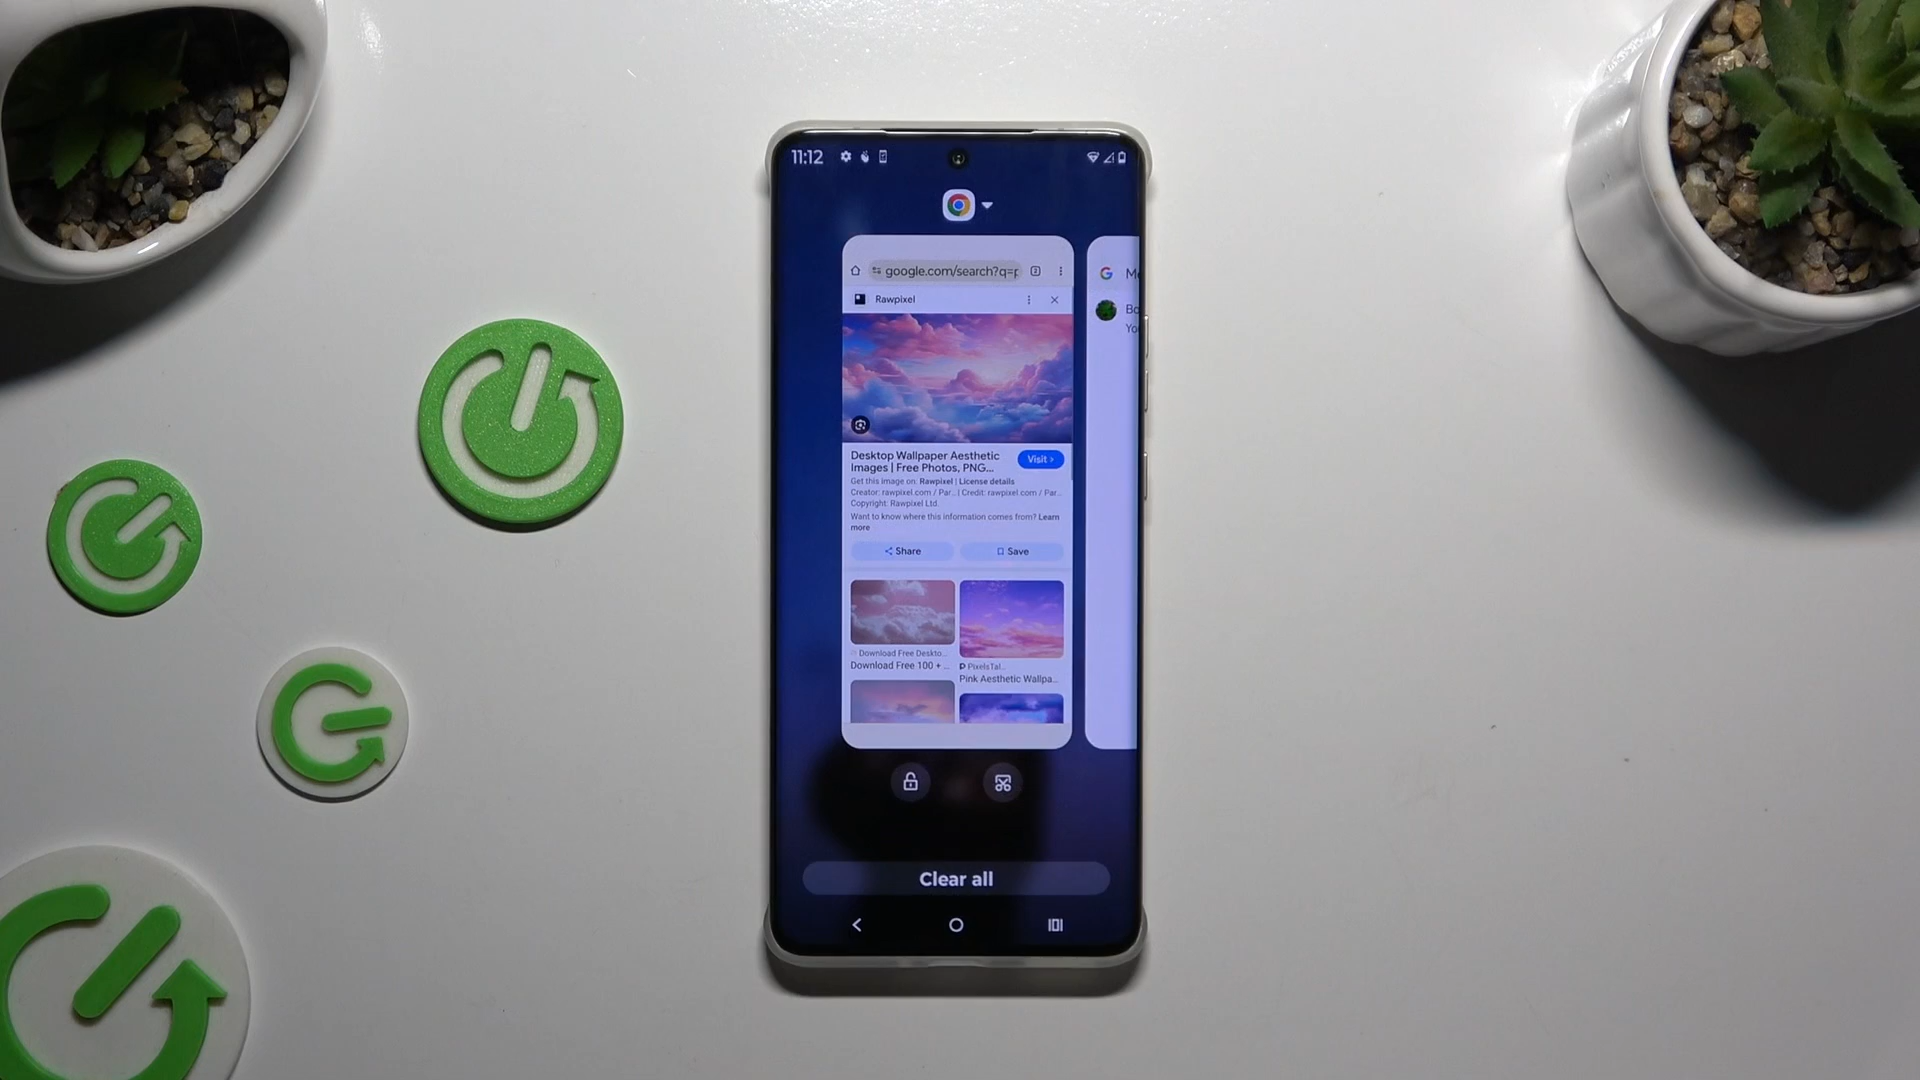 11:12
google.com/search?q=p
Rawpixel
Desktop Wallpaper Aesthetic
Images | Free Photos, PNG...
Visit >
Get this image on: Rawpixel | License details
Creator: rawpixel.com / Par... | Credit: rawpixel.com / Par...
Copyright: Rawpixel Ltd.
Want to know where this information comes from? Learn
more
Share
Save
Download Free Deskto...
Download Free 100 + ...
PixelsTal...
Pink Aesthetic Wallpa...
Clear all